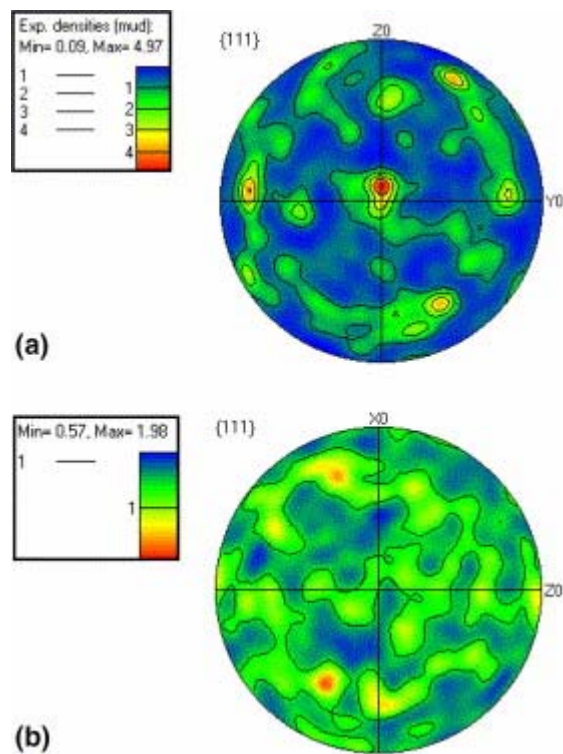 Exp. densities (mud):
Min= 0.09, Max= 4.97
1
2
3
4
1
2
3
4
{111}
Z0
Y0
(a)
Min= 0.57, Max= 1.98
1
1
{111}
X0
Z0
(b)